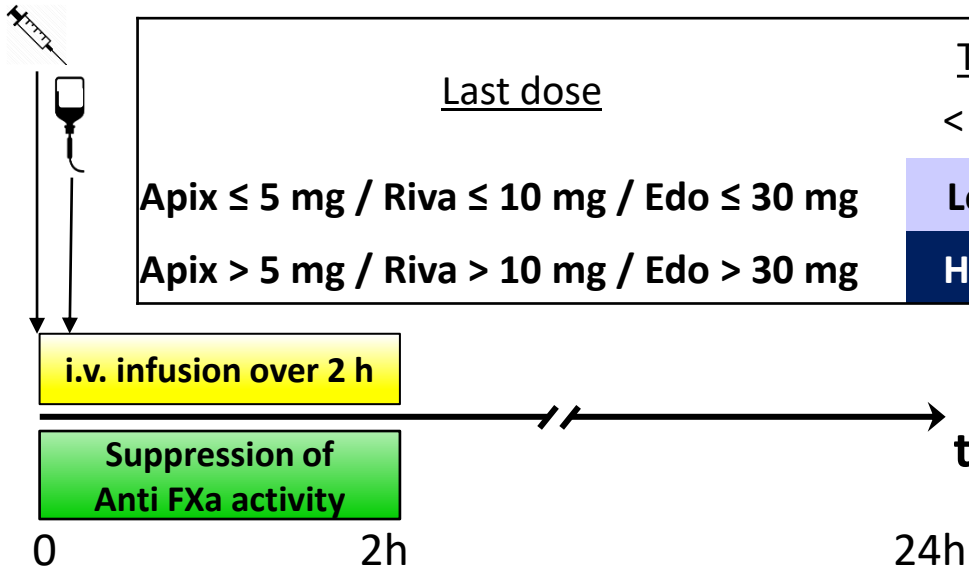 Last dose
<
Apix ≤ 5 mg / Riva ≤ 10 mg / Edo ≤ 30 mg
Apix > 5 mg / Riva > 10 mg / Edo > 30 mg
i.v. infusion over 2 h
Suppression of
Anti FXa activity
t
0 2h 24h